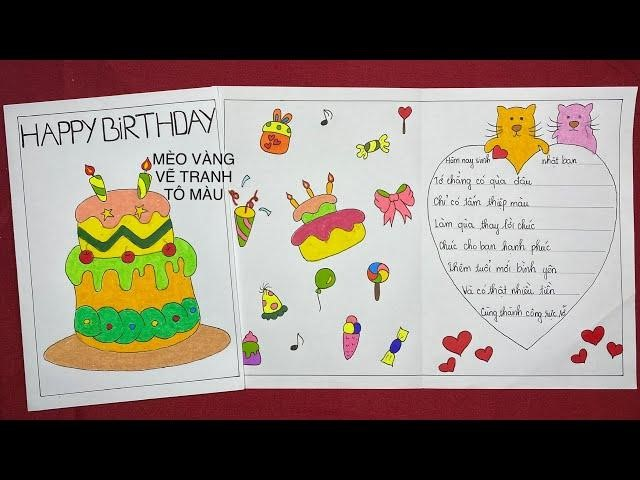 HAPPY BiRTHDAY
MÈO VÀNG
VẼ TRANH
TÔ MÀU
Hôm nay sinh nhật bạn
Tớ chẳng có quà đâu
Chỉ có tấm thiệp màu
Làm quà thay lời chúc
Chúc cho bạn hạnh phúc
Thêm tuổi mới bình yên
Và có thật nhiều tiền
Cùng thành công rực rỡ